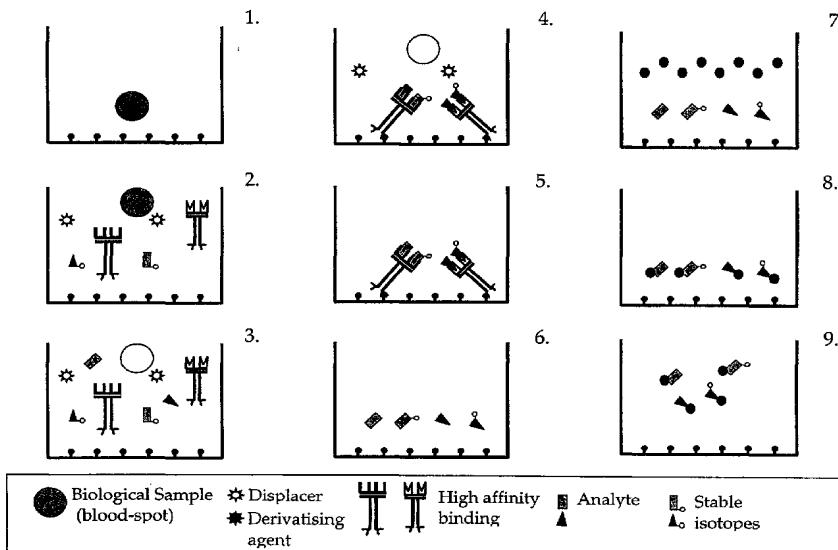 1.
4.
7
2.
5.
8.
3.
6.
9.
Biological Sample
(blood-spot)
Displacer
Derivatising
agent
High affinity
binding
Analyte
Stable
isotopes